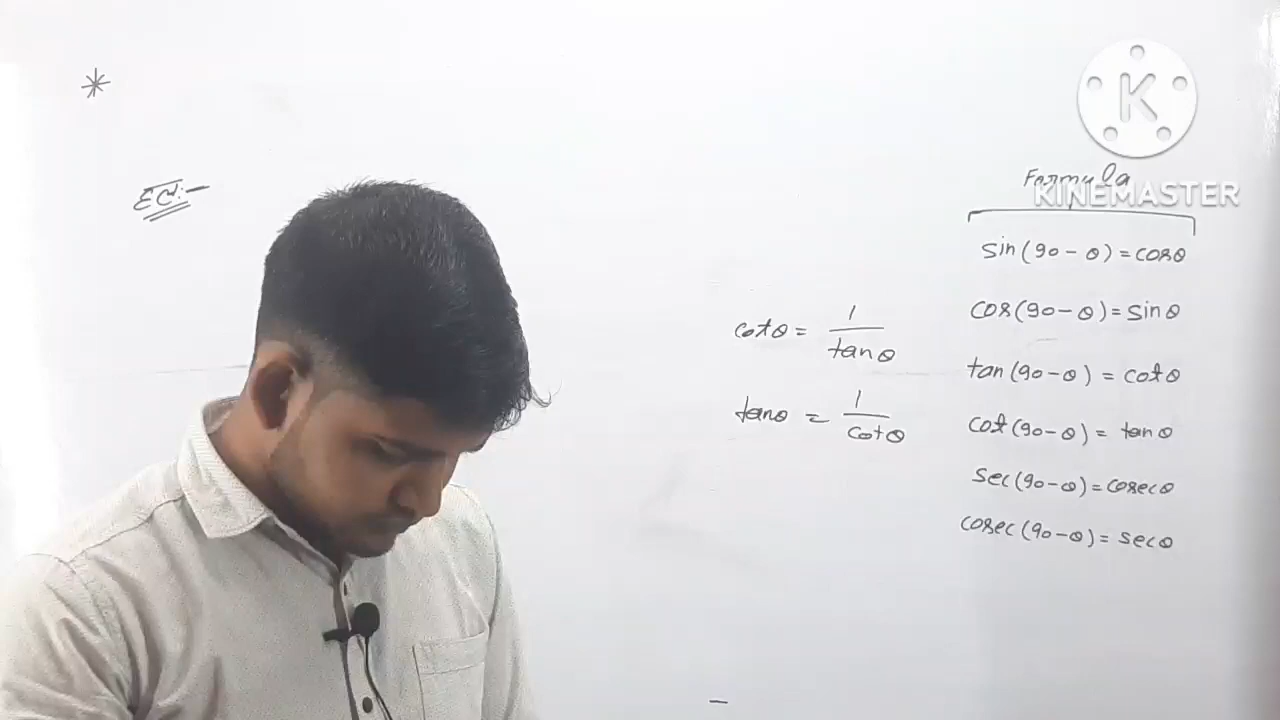 *
Formula
KINEMASTER
sin(90 - θ) = cosθ
cotθ = 1/tanθ
cos(90 - θ) = sinθ
tan(90 - θ) = cotθ
tanθ = 1/cotθ
cot(90 - θ) = tanθ
sec(90 - θ) = cosecθ
cosec(90 - θ) = secθ